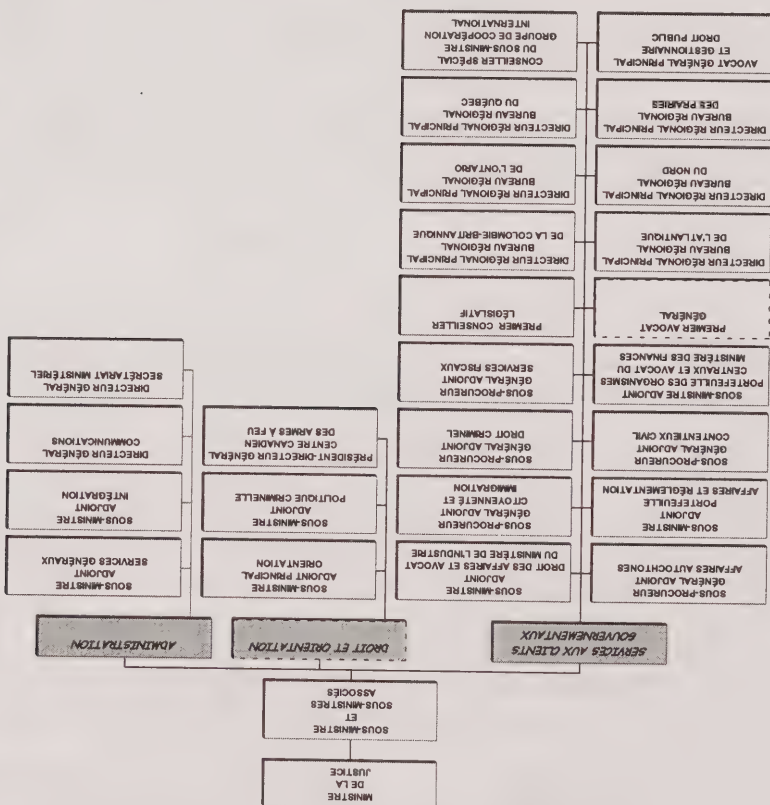 MINISTRE
DE LA
JUSTICE
SOUS-MINISTRE
ET
SOUS-MINISTRES
ASSOCIÉS
SERVICES AUX CLIENTS
GOUVERNEMENTAUX
SOUS-PROCUREUR
GÉNÉRAL ADJOINT
AFFAIRES AUTOCHTONES
SOUS-MINISTRE
ADJOINT
PORTEFEUILLE
AFFAIRES ET RÉGLEMENTATION
SOUS-PROCUREUR
GÉNÉRAL ADJOINT
CONTENTIEUX CIVIL
SOUS-MINISTRE ADJOINT
PORTEFEUILLE DES ORGANISMES
CENTRAUX ET AVOCAT DU
MINISTÈRE DES FINANCES
PREMIER AVOCAT
GÉNÉRAL
DIRECTEUR RÉGIONAL PRINCIPAL
BUREAU RÉGIONAL
DE L'ATLANTIQUE
DIRECTEUR RÉGIONAL PRINCIPAL
BUREAU RÉGIONAL
DU NORD
DIRECTEUR RÉGIONAL PRINCIPAL
BUREAU RÉGIONAL
DES PRAIRIES
AVOCAT GÉNÉRAL PRINCIPAL
ET GESTIONNAIRE
DROIT PUBLIC
SOUS-MINISTRE
ADJOINT
DROIT DES AFFAIRES ET AVOCAT
DU MINISTÈRE DE L'INDUSTRIE
SOUS-PROCUREUR
GÉNÉRAL ADJOINT
CITOYENNETÉ ET
IMMIGRATION
SOUS-PROCUREUR
GÉNÉRAL ADJOINT
DROIT CRIMINEL
SOUS-PROCUREUR
GÉNÉRAL ADJOINT
SERVICES FISCAUX
PREMIER CONSEILLER
LÉGISLATIF
DIRECTEUR RÉGIONAL PRINCIPAL
BUREAU RÉGIONAL
DE LA COLOMBIE-BRITANNIQUE
DIRECTEUR RÉGIONAL PRINCIPAL
BUREAU RÉGIONAL
DE L'ONTARIO
DIRECTEUR RÉGIONAL PRINCIPAL
BUREAU RÉGIONAL
DU QUÉBEC
CONSEILLER SPÉCIAL
DU SOUS-MINISTRE
GROUPE DE COOPÉRATION
INTERNATIONAL
DROIT ET ORIENTATION
SOUS-MINISTRE
ADJOINT PRINCIPAL
ORIENTATION
SOUS-MINISTRE
ADJOINT
POLITIQUE CRIMINELLE
PRÉSIDENT-DIRECTEUR GÉNÉRAL
CENTRE CANADIEN
DES ARMES À FEU
ADMINISTRATION
SOUS-MINISTRE
ADJOINT
SERVICES GÉNÉRAUX
SOUS-MINISTRE
ADJOINT
INTÉGRATION
DIRECTEUR GÉNÉRAL
COMMUNICATIONS
DIRECTEUR GÉNÉRAL
SECRÉTARIAT MINISTÉRIEL